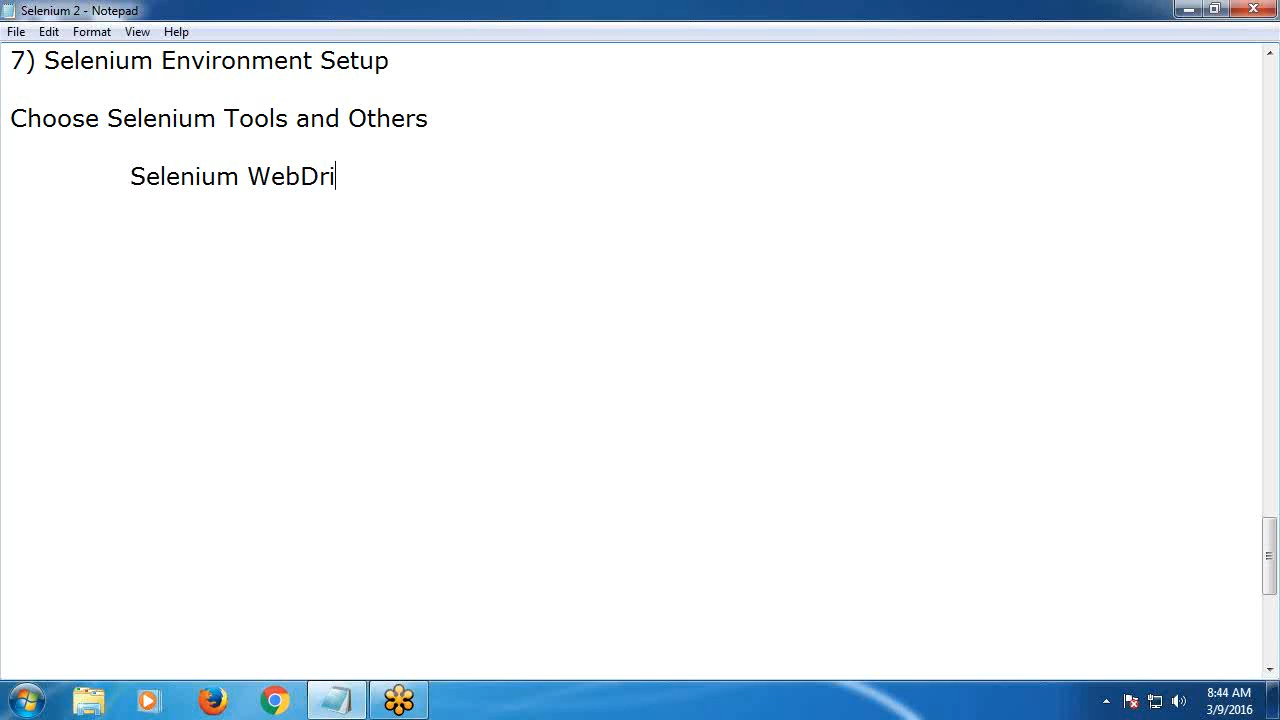 Selenium 2 - Notepad
File Edit Format View Help
7) Selenium Environment Setup
Choose Selenium Tools and Others
Selenium WebDri
8:44 AM
3/9/2016